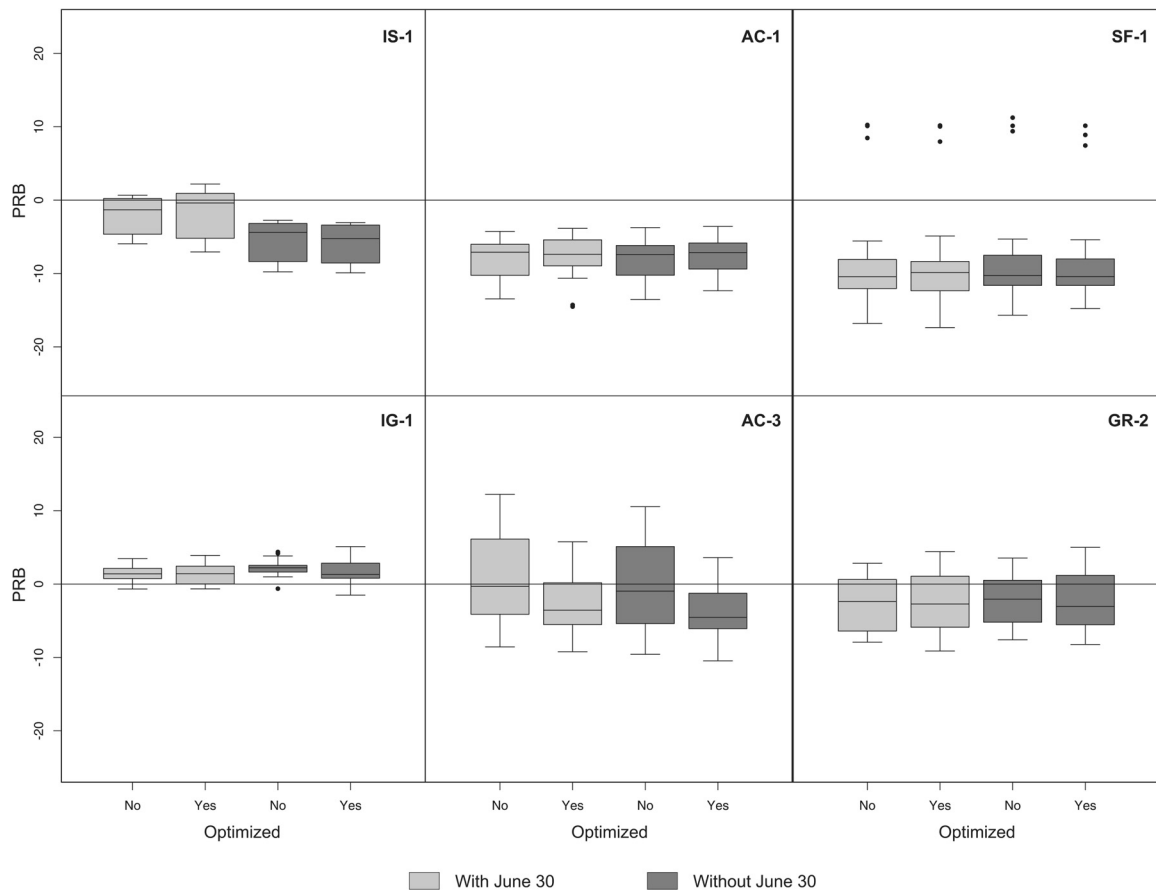 IS-1
AC-1
SF-1
20
10
0
-10
-20
PRB
IG-1
AC-3
GR-2
20
10
0
-10
-20
PRB
No Yes No Yes
No Yes No Yes
No Yes No Yes
Optimized
Optimized
Optimized
With June 30
Without June 30